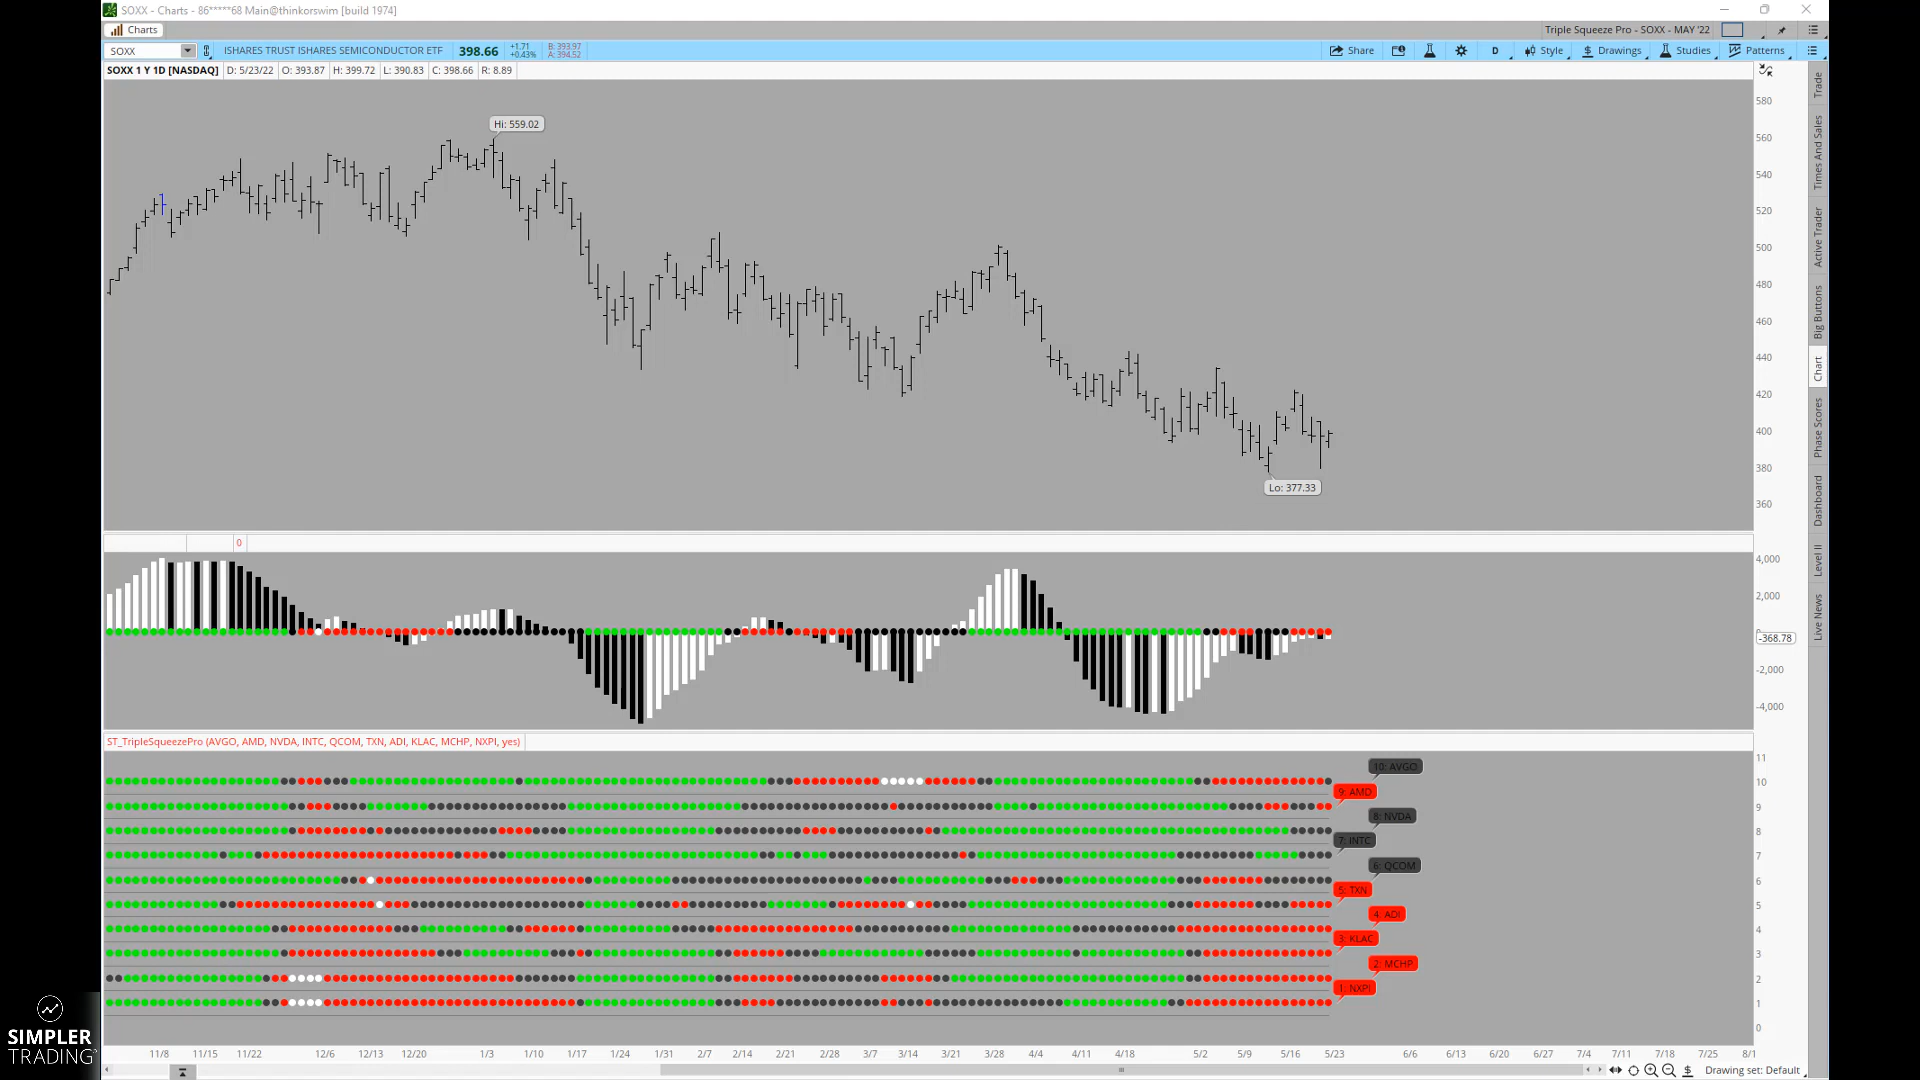 SOXX - Charts - 86*****68 Main@thinkorswim [build 1974]
Charts
Triple Squeeze Pro - SOXX - MAY '22
SOXX
ISHARES TRUST ISHARES SEMICONDUCTOR ETF
398.66
+1.71
+0.43%
B: 393.97
A: 394.52
Share
D
Style
Drawings
Studies
Patterns
SOXX 1 Y 1D [NASDAQ]
D: 5/23/22
O: 393.87
H: 399.72
L: 390.83
C: 398.66
R: 8.89
Hi: 559.02
Lo: 377.33
580
560
540
520
500
480
460
440
420
400
380
360
0
4,000
2,000
-368.78
-2,000
-4,000
ST_TripleSqueezePro (AVGO, AMD, NVDA, INTC, QCOM, TXN, ADI, KLAC, MCHP, NXPI, yes)
10: AVGO
9: AMD
8: NVDA
7: INTC
6: QCOM
5: TXN
4: ADI
3: KLAC
2: MCHP
1: NXPI
11
10
9
8
7
6
5
4
3
2
1
0
11/8
11/15
11/22
12/6
12/13
12/20
1/3
1/10
1/17
1/24
1/31
2/7
2/14
2/21
2/28
3/7
3/14
3/21
3/28
4/4
4/11
4/18
5/2
5/9
5/16
5/23
6/6
6/13
6/20
6/27
7/4
7/11
7/18
7/25
8/1
Drawing set: Default
Trade
Times And Sales
Active Trader
Big Buttons
Chart
Phase Scores
Dashboard
Level II
Live News
SIMPLER
TRADING